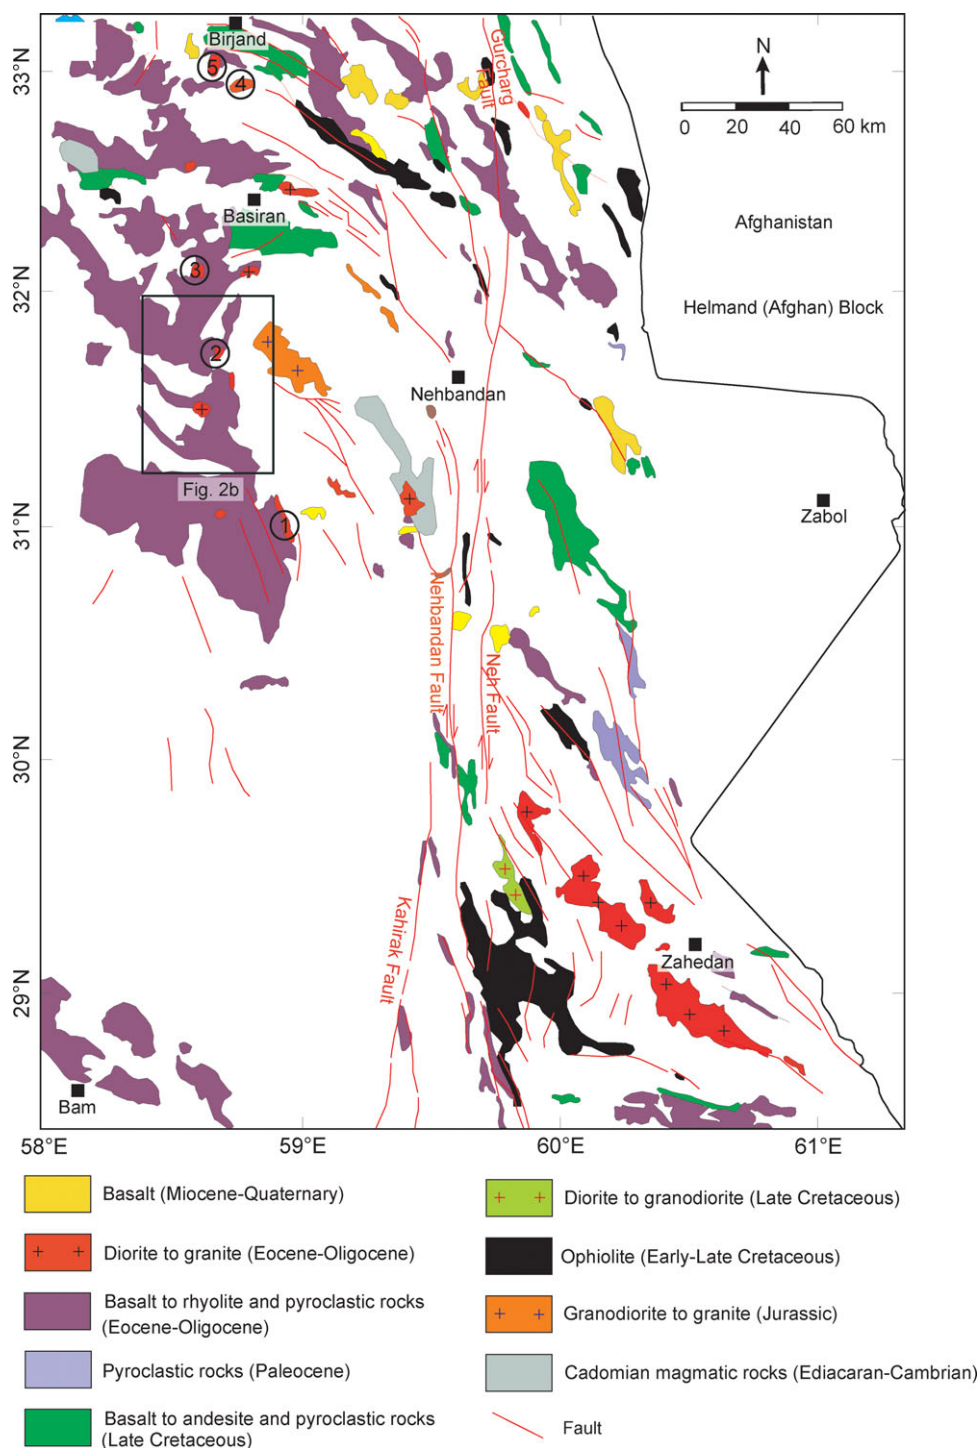 Birjand
33°N
5
4
Gurcharg
Fault
N
0 20 40 60 km
Basiran
Afghanistan
3
32°N
Helmand (Afghan) Block
2
Nehbandan
Fig. 2b
Zabol
1
31°N
Nehbandan Fault
Neh Fault
30°N
Kahirak Fault
Zahedan
29°N
Bam
58°E 59°E 60°E 61°E
Basalt (Miocene-Quaternary)
Diorite to granite (Eocene-Oligocene)
Basalt to rhyolite and pyroclastic rocks
(Eocene-Oligocene)
Pyroclastic rocks (Paleocene)
Basalt to andesite and pyroclastic rocks
(Late Cretaceous)
Diorite to granodiorite (Late Cretaceous)
Ophiolite (Early-Late Cretaceous)
Granodiorite to granite (Jurassic)
Cadomian magmatic rocks (Ediacaran-Cambrian)
Fault